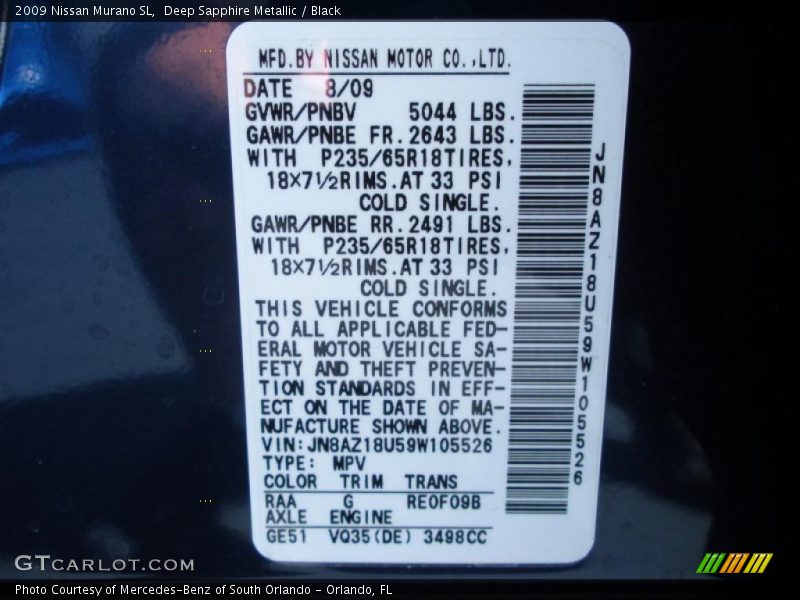 2009 Nissan Murano SL, Deep Sapphire Metallic / Black
MFD.BY NISSAN MOTOR CO.,LTD.
DATE 8/09
GVWR/PNBV 5044 LBS.
GAWR/PNBE FR.2643 LBS.
WITH P235/65R18TIRES,
18X7½RIMS.AT 33 PSI
COLD SINGLE.
GAWR/PNBE RR.2491 LBS.
WITH P235/65R18TIRES,
18X7½RIMS.AT 33 PSI
COLD SINGLE.
THIS VEHICLE CONFORMS
TO ALL APPLICABLE FED-
ERAL MOTOR VEHICLE SA-
FETY AND THEFT PREVEN-
TION STANDARDS IN EFF-
ECT ON THE DATE OF MA-
NUFACTURE SHOWN ABOVE.
VIN:JN8AZ18U59W105526
TYPE: MPV
COLOR TRIM TRANS
RAA G RE0F09B
AXLE ENGINE
GE51 VQ35(DE) 3498CC
JN8AZ18U59W105526
GTCARLOT.COM
Photo Courtesy of Mercedes-Benz of South Orlando - Orlando, FL